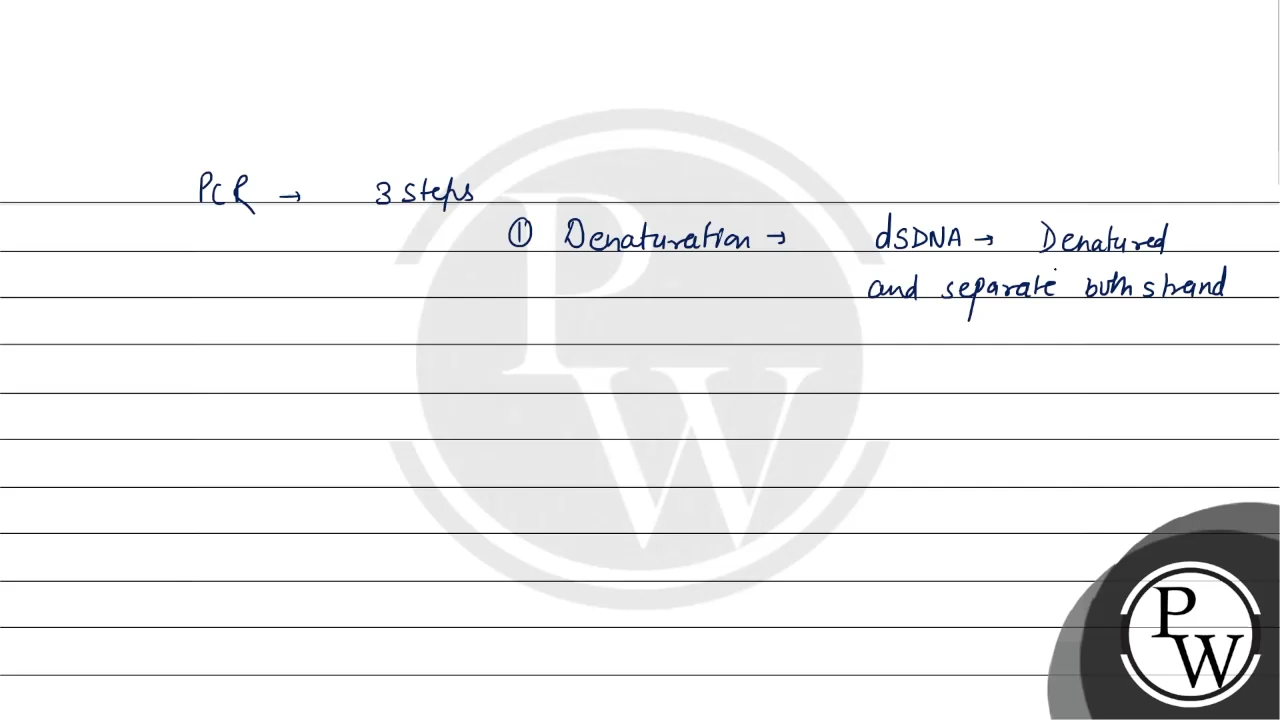 PCR → 3 steps
① Denaturation → dsDNA → Denatured
and separate both strand
P
W
P
W